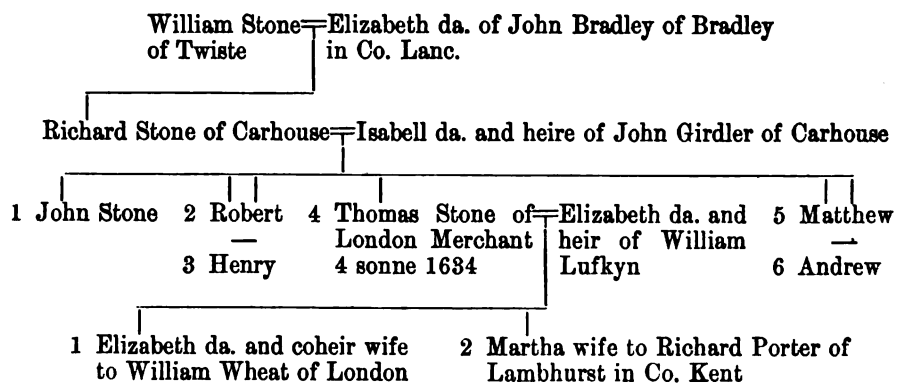 William Stone=Elizabeth da. of John Bradley of Bradley
of Twiste in Co. Lanc.
Richard Stone of Carhouse=Isabell da. and heire of John Girdler of Carhouse
1 John Stone 2 Robert 4 Thomas Stone of=Elizabeth da. and 5 Matthew
— London Merchant heir of William —
3 Henry 4 sonne 1634 Lufkyn 6 Andrew
1 Elizabeth da. and coheir wife 2 Martha wife to Richard Porter of
to William Wheat of London Lambhurst in Co. Kent